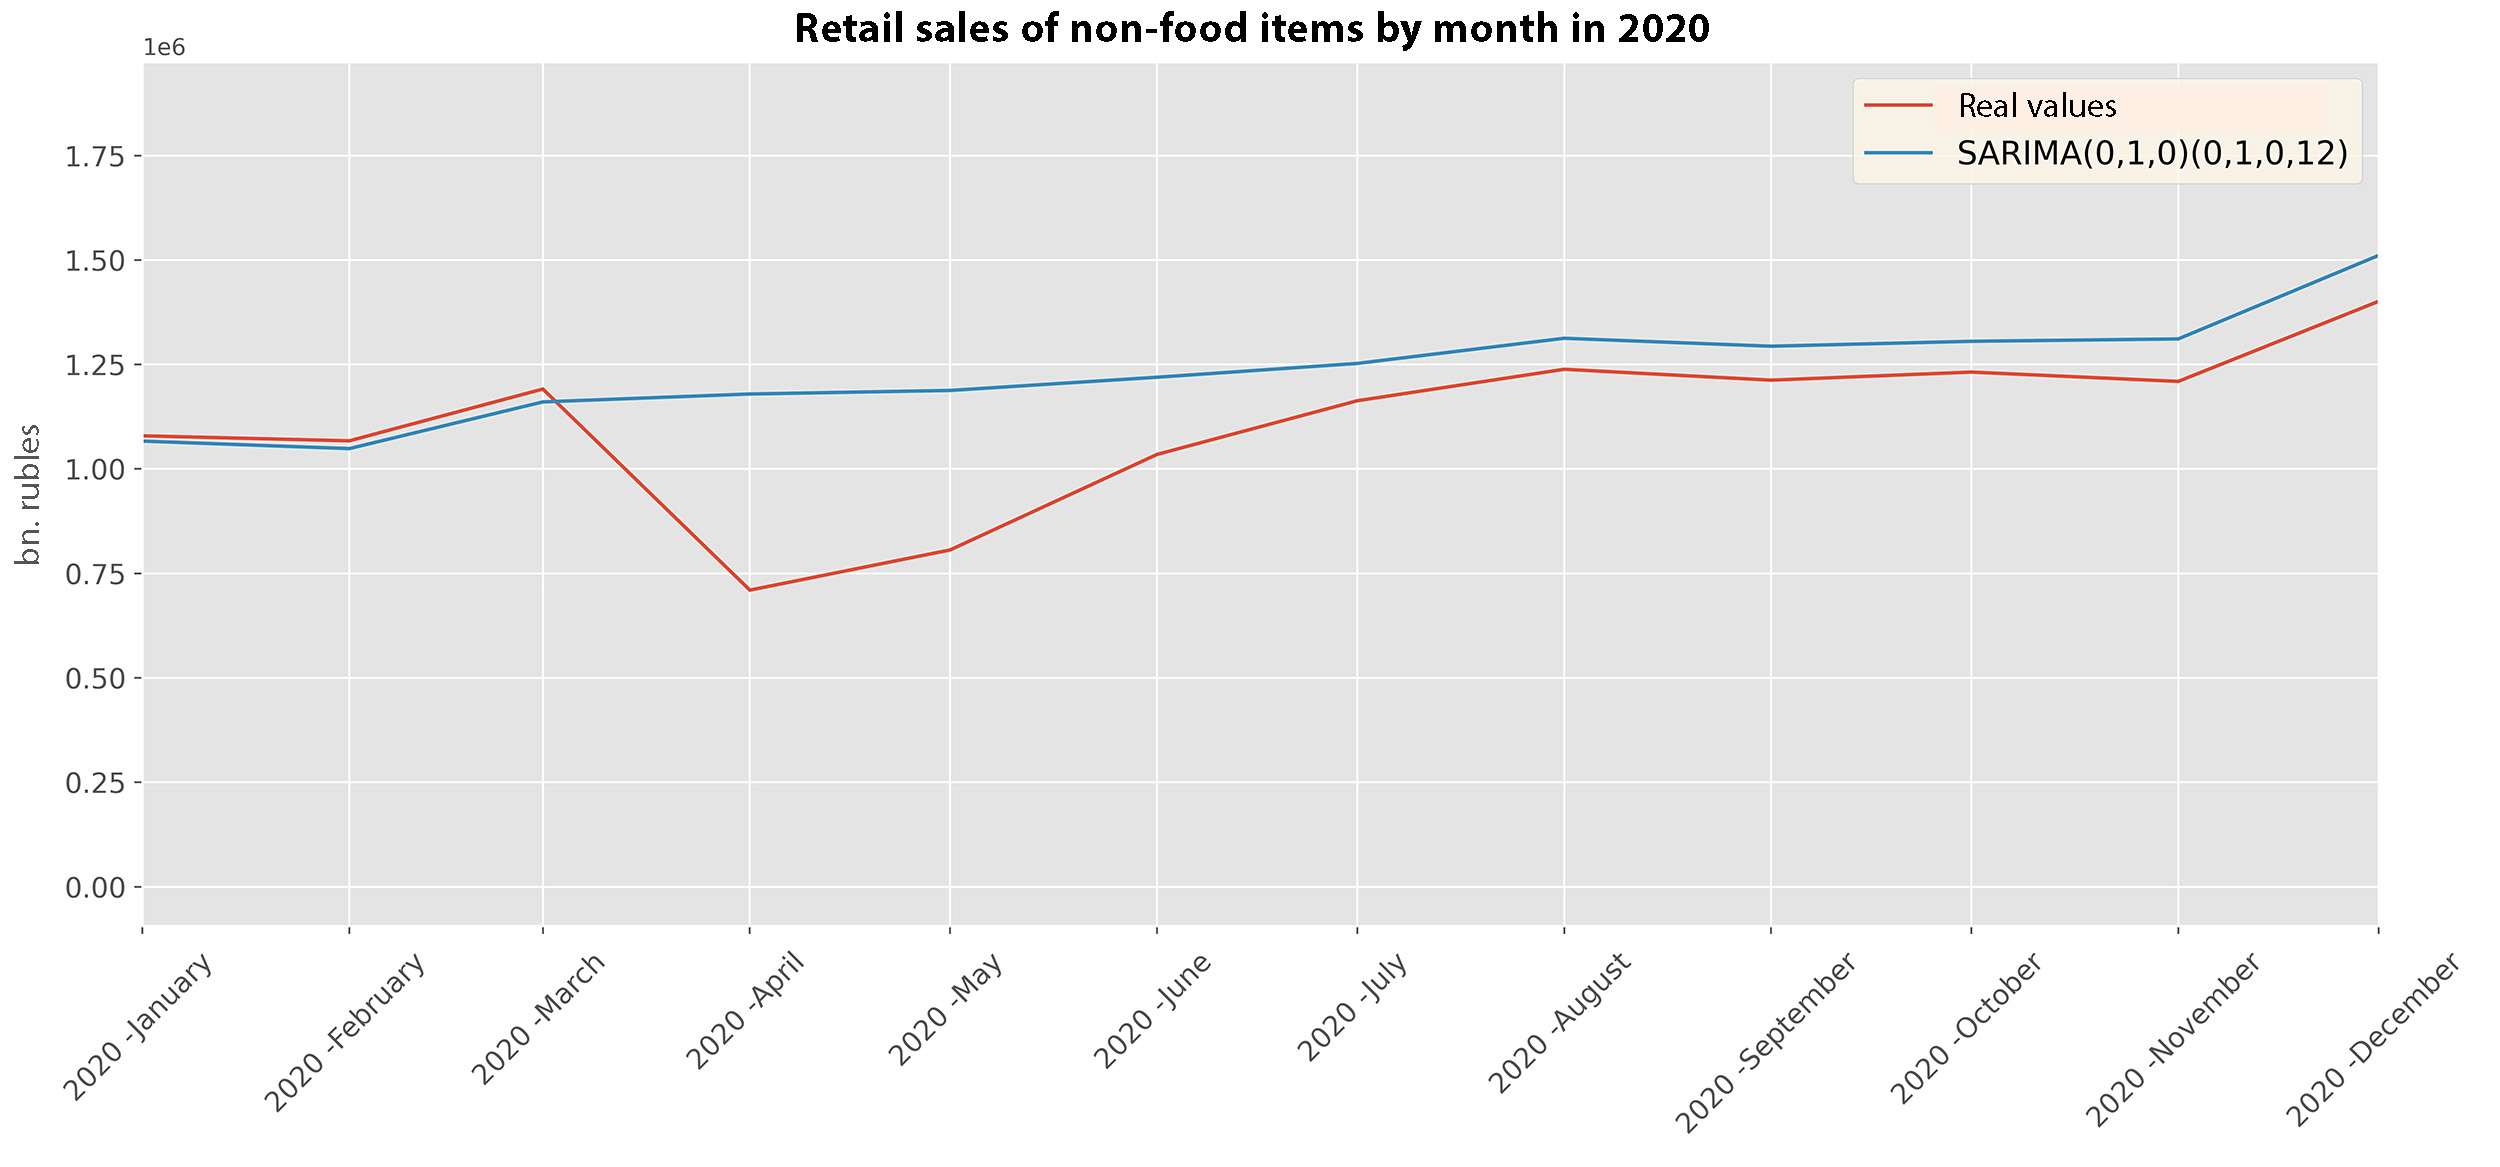 Retail sales of non-food items by month in 2020
1e6
Real values
SARIMA(0,1,0)(0,1,0,12)
1.75
1.50
1.25
1.00
0.75
0.50
0.25
0.00
bn. rubles
2020 -January
2020 -February
2020 -March
2020 -April
2020 -May
2020 -June
2020 -July
2020 -August
2020 -September
2020 -October
2020 -November
2020 -December